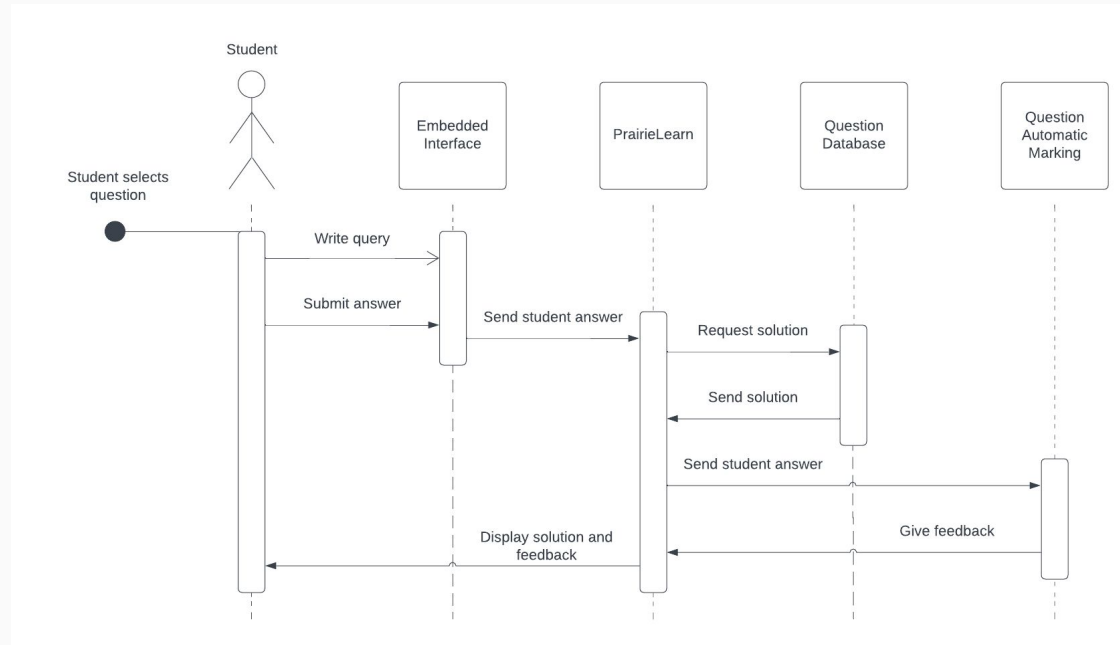 Student
Embedded
Interface
PrairieLearn
Question
Database
Question
Automatic
Marking
Student selects
question
Write query
Submit answer
Send student answer
Request solution
Send solution
Send student answer
Give feedback
Display solution and
feedback